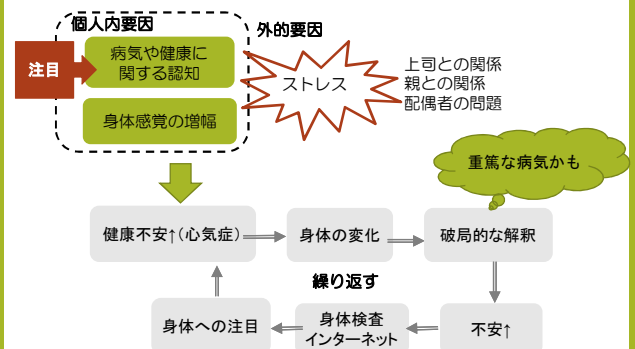 個人内要因
外的要因
注目
病気や健康に
関する認知
身体感覚の増幅
ストレス
上司との関係
親との関係
配偶者の問題
重篤な病気かも
健康不安↑(心気症)
身体の変化
破局的な解釈
繰り返す
身体への注目
身体検査
インターネット
不安↑